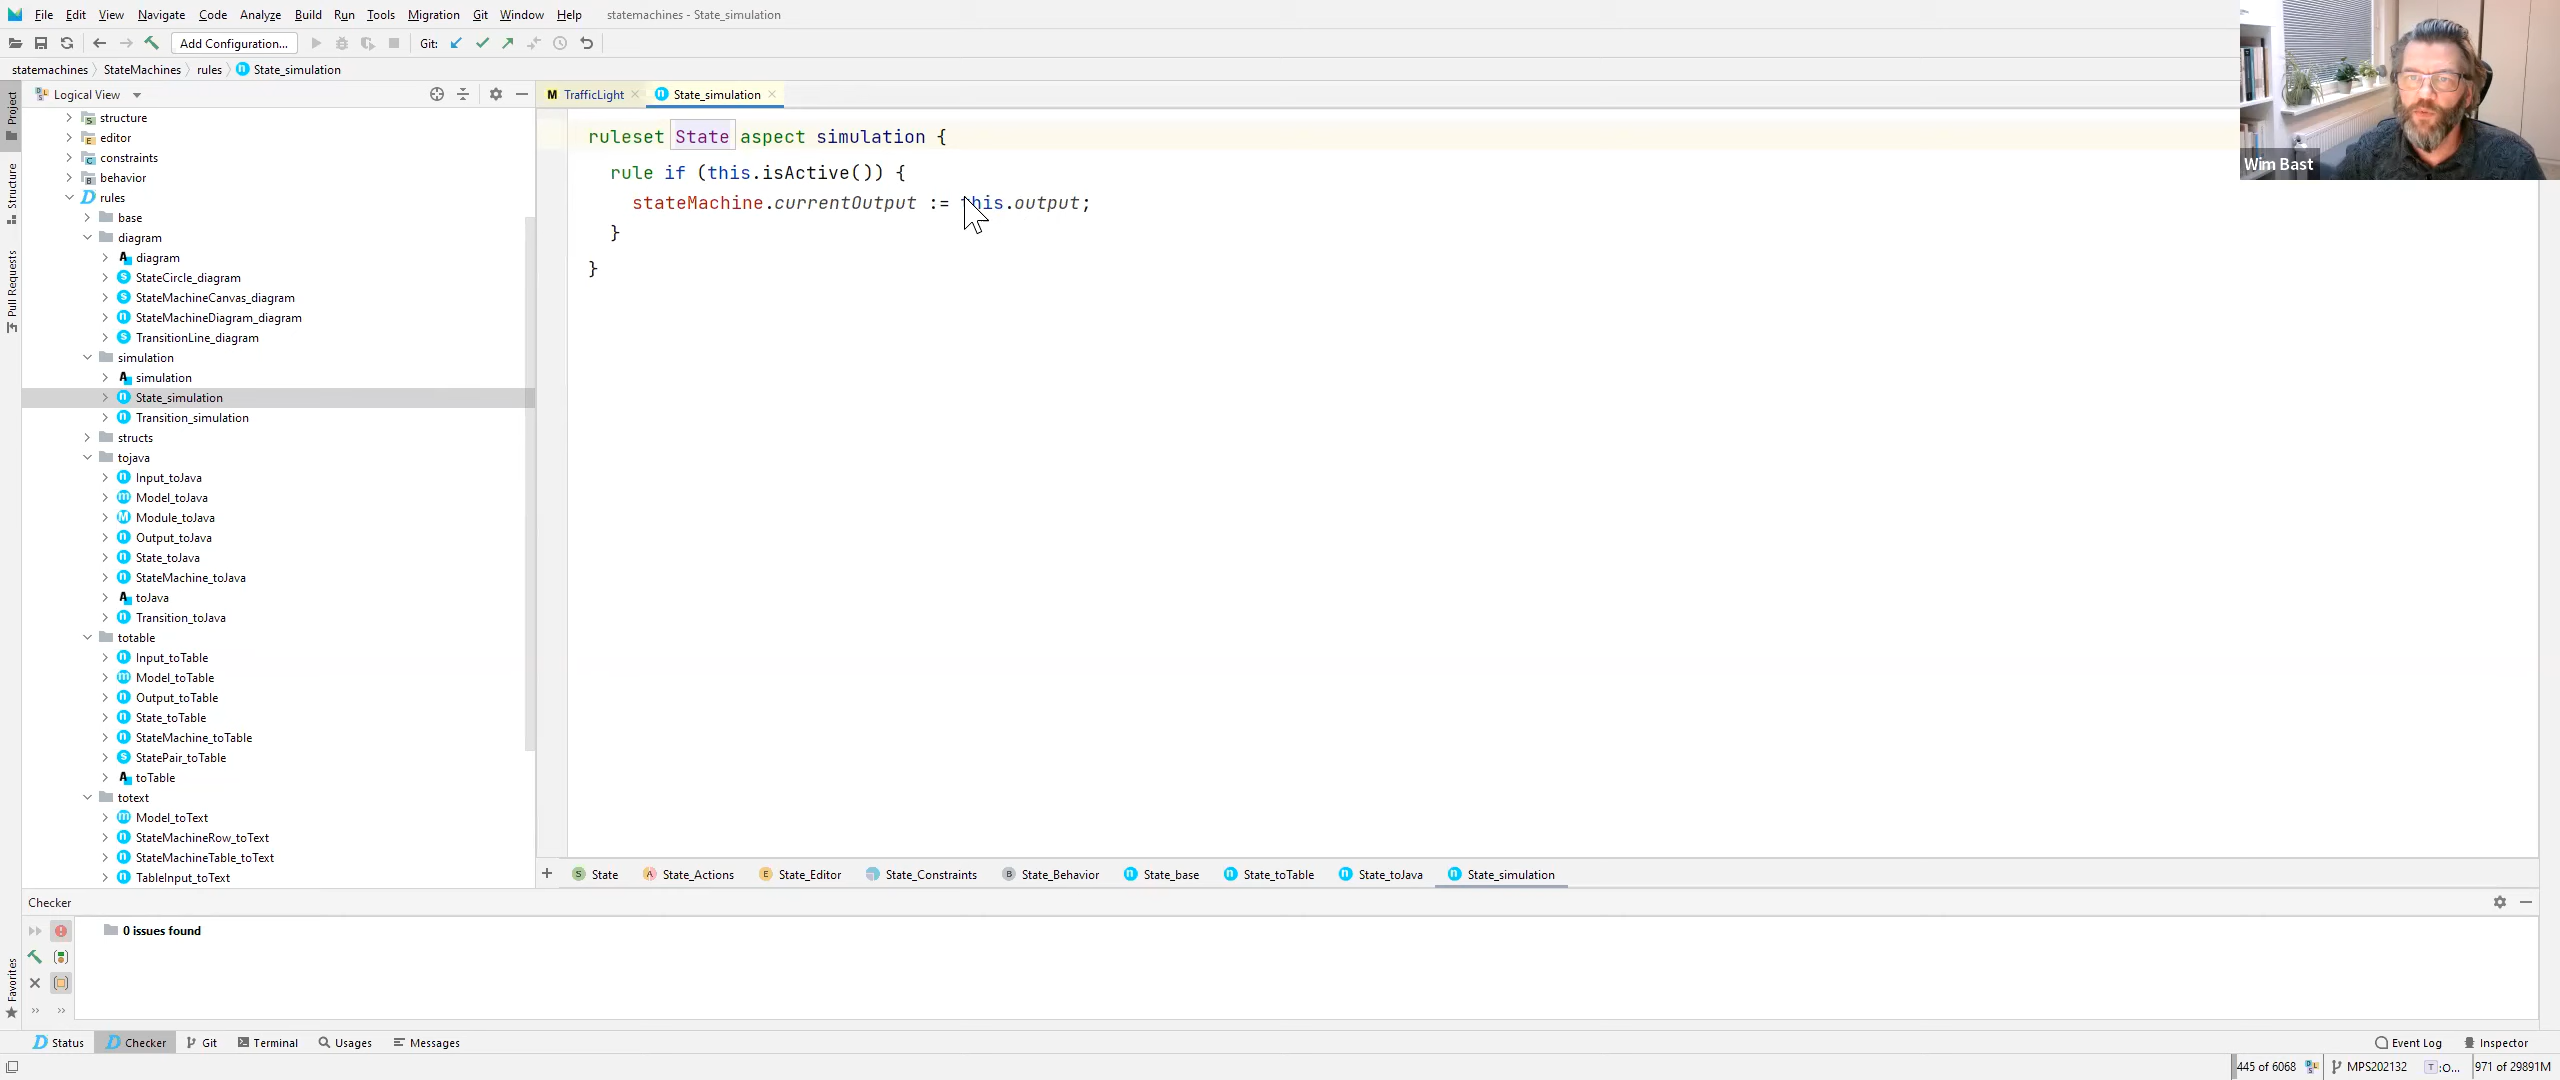 File Edit View Navigate Code Analyze Build Run Tools Migration Git Window Help statemachines - State_simulation
Add Configuration... Git:
statemachines StateMachines rules State_simulation
Project
Structure
Pull Requests
Favorites
Logical View
structure
editor
constraints
behavior
rules
base
diagram
diagram
StateCircle_diagram
StateMachineCanvas_diagram
StateMachineDiagram_diagram
TransitionLine_diagram
simulation
simulation
State_simulation
Transition_simulation
structs
tojava
Input_toJava
Model_toJava
Module_toJava
Output_toJava
State_toJava
StateMachine_toJava
toJava
Transition_toJava
totable
Input_toTable
Model_toTable
Output_toTable
State_toTable
StateMachine_toTable
StatePair_toTable
toTable
totext
Model_toText
StateMachineRow_toText
StateMachineTable_toText
TableInput_toText
TrafficLight State_simulation
ruleset State aspect simulation {
rule if (this.isActive()) {
stateMachine.currentOutput := this.output;
}
}
Wim Bast
State State_Actions State_Editor State_Constraints State_Behavior State_base State_toTable State_toJava State_simulation
Checker
0 issues found
Status Checker Git Terminal Usages Messages
Event Log Inspector
445 of 6068 MPS202132 T :O... 971 of 29891M